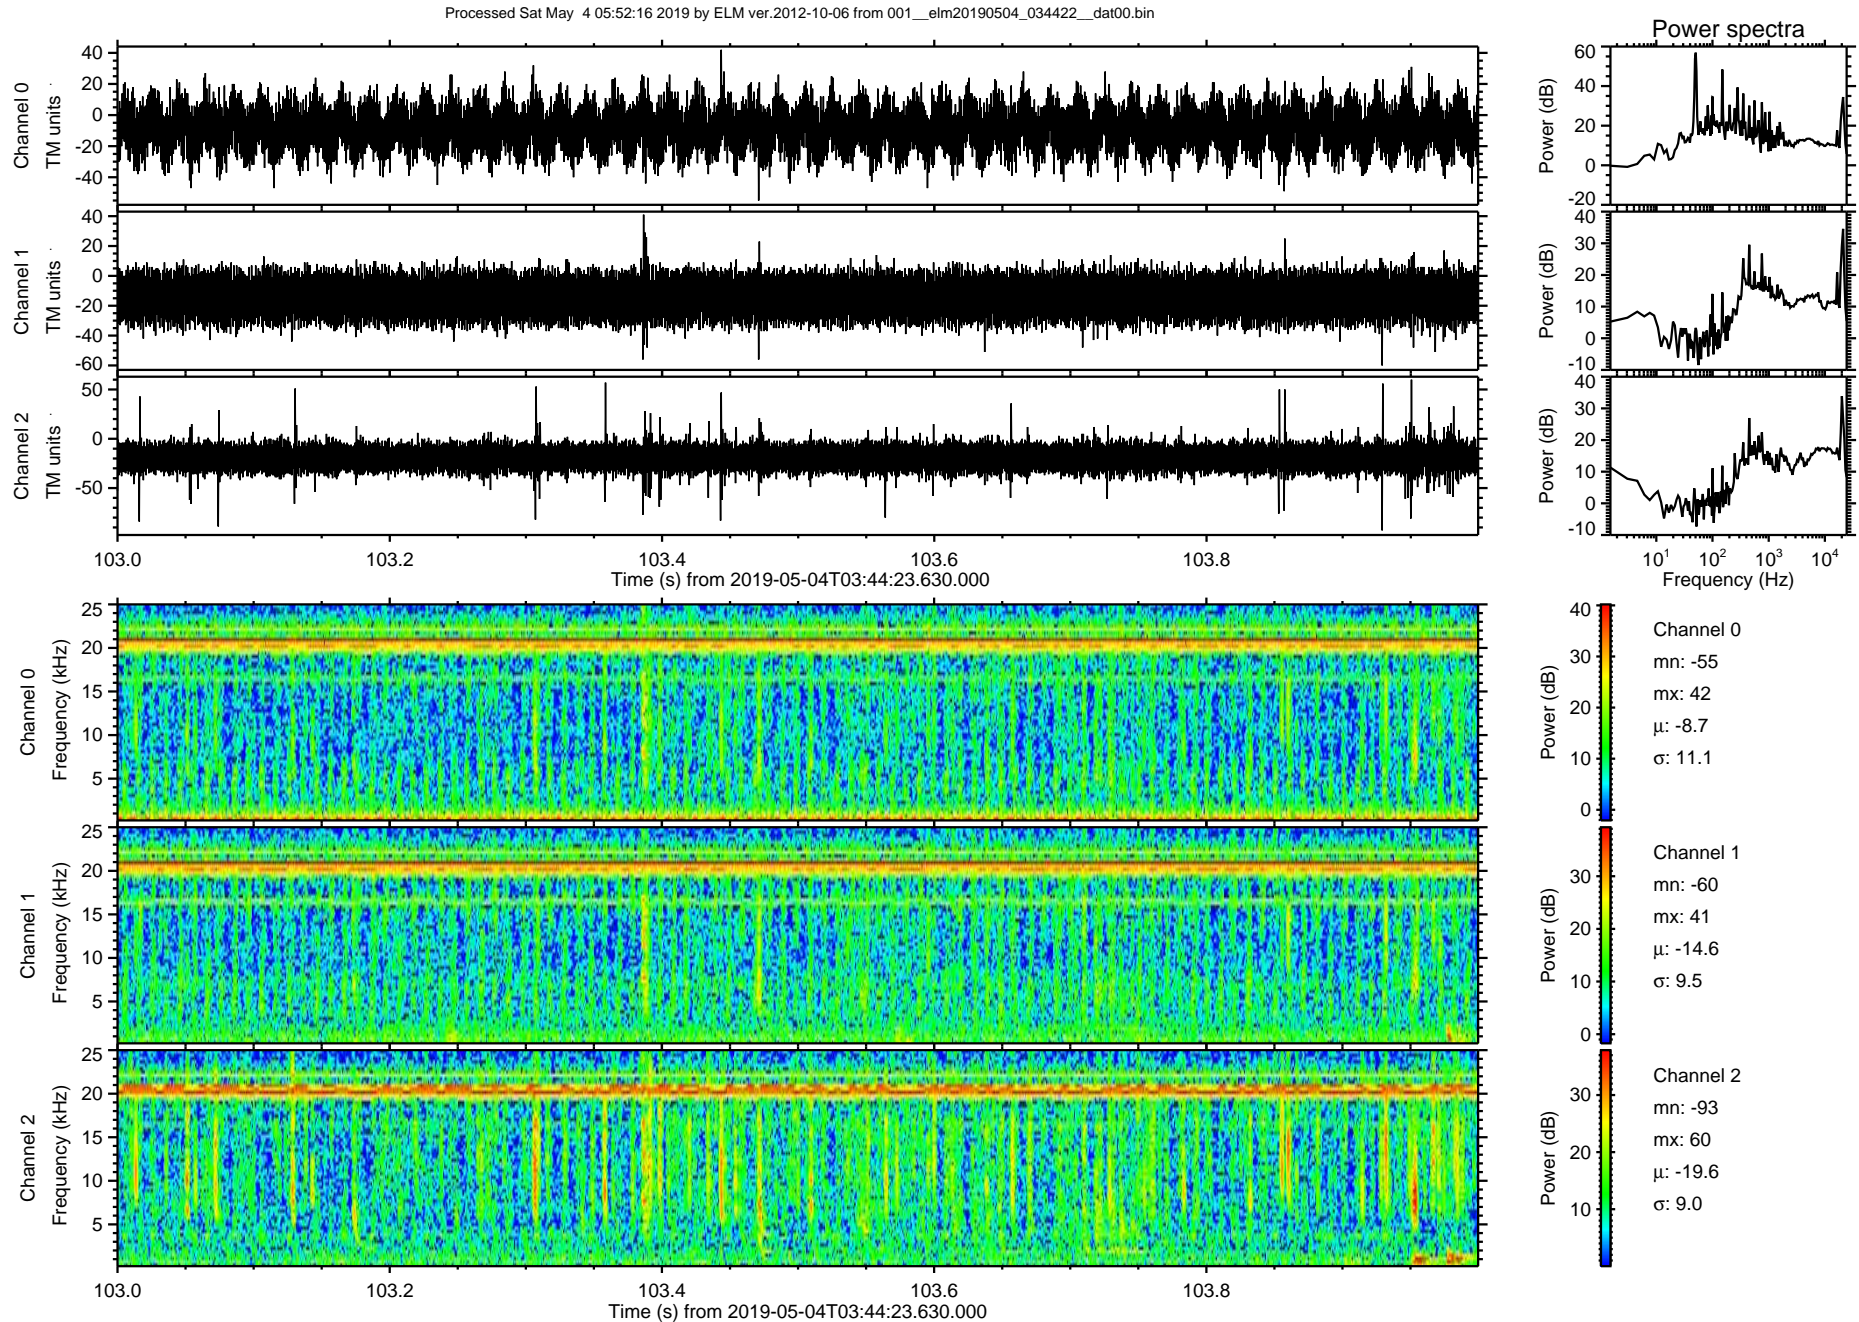 Processed Sat May  4 05:52:16 2019 by ELM ver.2012-10-06 from 001__elm20190504_034422__dat00.bin
Power spectra
Channel 0
TM units
40
20
0
-20
-40
Power (dB)
60
40
20
0
-20
Channel 1
TM units
40
20
0
-20
-40
-60
Power (dB)
40
30
20
10
0
-10
Channel 2
TM units
50
0
-50
Power (dB)
40
30
20
10
0
-10
103.0 103.2 103.4 103.6 103.8
Time (s) from 2019-05-04T03:44:23.630.000
10¹ 10² 10³ 10⁴
Frequency (Hz)
Channel 0
Frequency (kHz)
25
20
15
10
5
Power (dB)
40
30
20
10
0
Channel 0
mn: -55
mx: 42
µ: -8.7
σ: 11.1
Channel 1
Frequency (kHz)
25
20
15
10
5
Power (dB)
30
20
10
0
Channel 1
mn: -60
mx: 41
µ: -14.6
σ: 9.5
Channel 2
Frequency (kHz)
25
20
15
10
5
Power (dB)
30
20
10
Channel 2
mn: -93
mx: 60
µ: -19.6
σ: 9.0
103.0 103.2 103.4 103.6 103.8
Time (s) from 2019-05-04T03:44:23.630.000